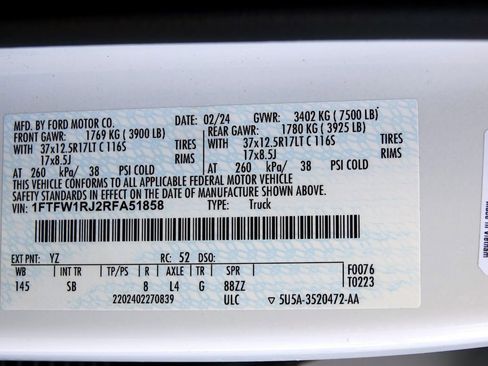 MFD. BY FORD MOTOR CO.
DATE: 02/24 GVWR: 3402 KG ( 7500 LB)
FRONT GAWR: 1769 KG ( 3900 LB)
REAR GAWR: 1780 KG ( 3925 LB)
WITH 37x12.5R17LT C 116S TIRES
WITH 37x12.5R17LT C 116S TIRES
17x8.5J RIMS
17x8.5J RIMS
AT 260 kPa/ 38 PSI COLD
AT 260 kPa/ 38 PSI COLD
THIS VEHICLE CONFORMS TO ALL APPLICABLE FEDERAL MOTOR VEHICLE
SAFETY STANDARDS IN EFFECT ON THE DATE OF MANUFACTURE SHOWN ABOVE.
VIN: 1FTFW1RJ2RFA51858 TYPE: Truck
EXT PNT: YZ RC: 52 DSO:
WB INT TR TP/PS R AXLE TR SPR
145 SB 8 L4 G 88ZZ
F0076
T0223
2202402270839 ULC ▽ 5U5A-3520472-AA